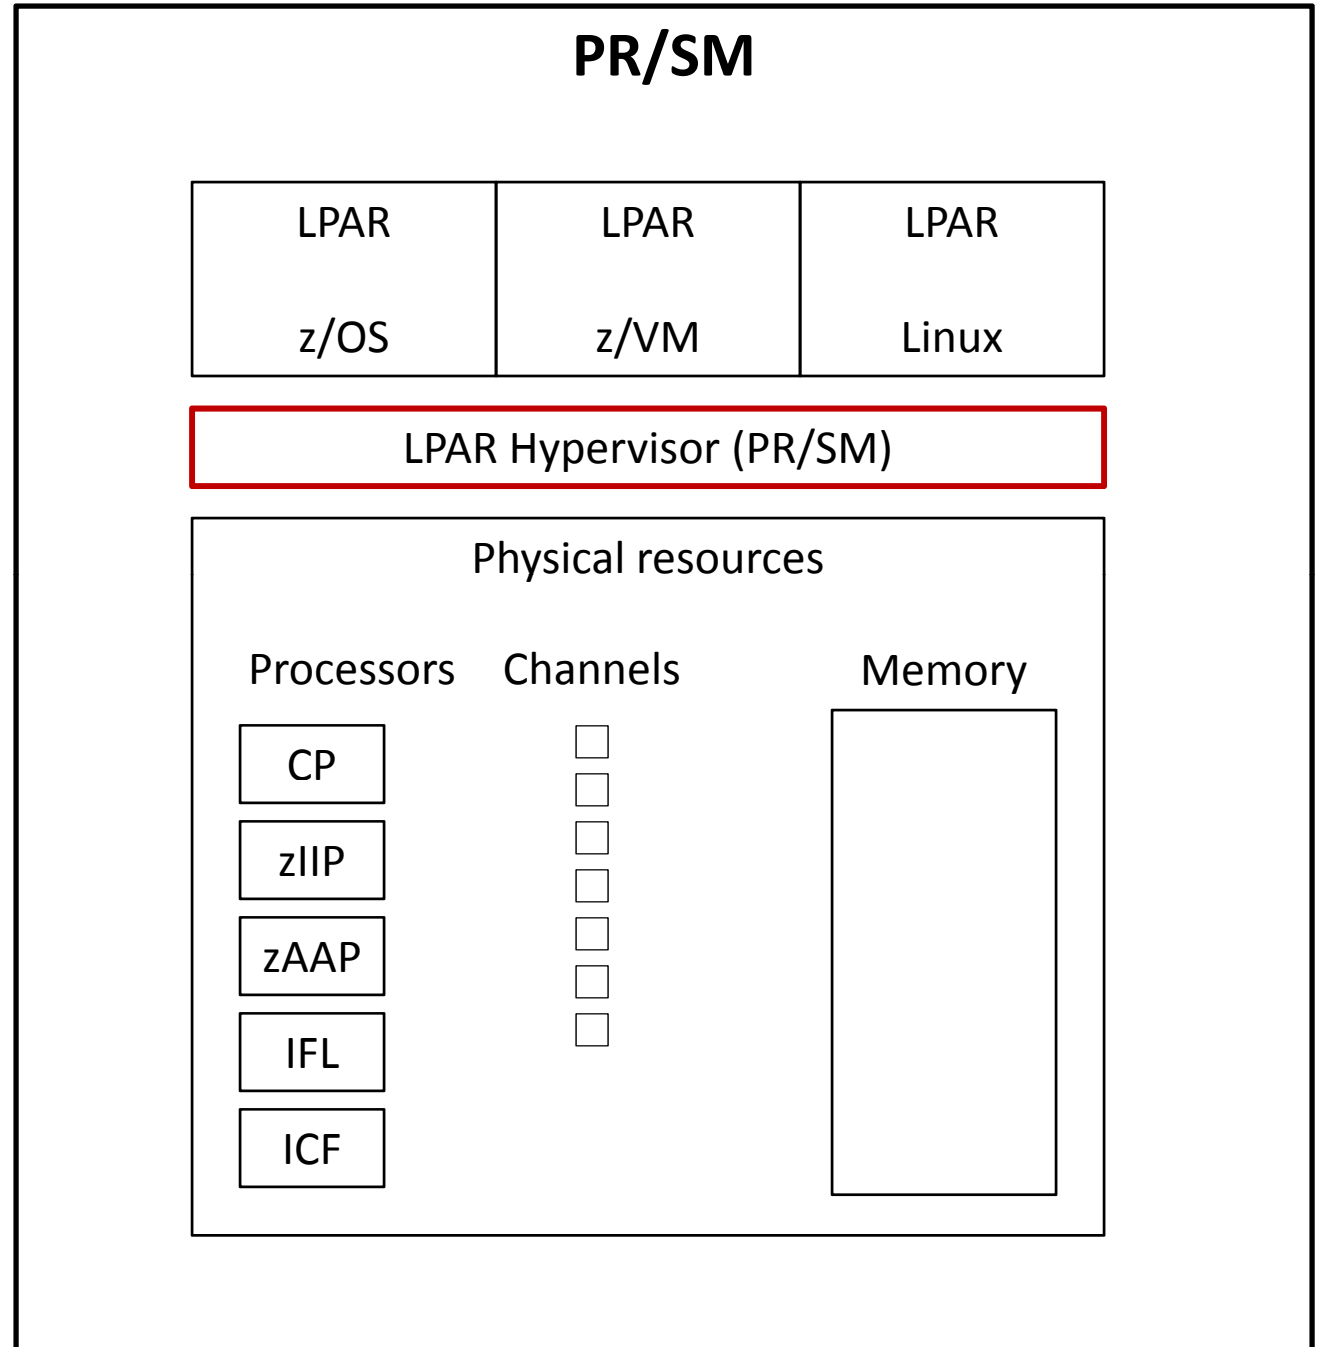 PR/SM
LPAR LPAR LPAR
z/OS z/VM Linux
LPAR Hypervisor (PR/SM)
Physical resources
Processors Channels Memory
CP
zIIP
zAAP
IFL
ICF